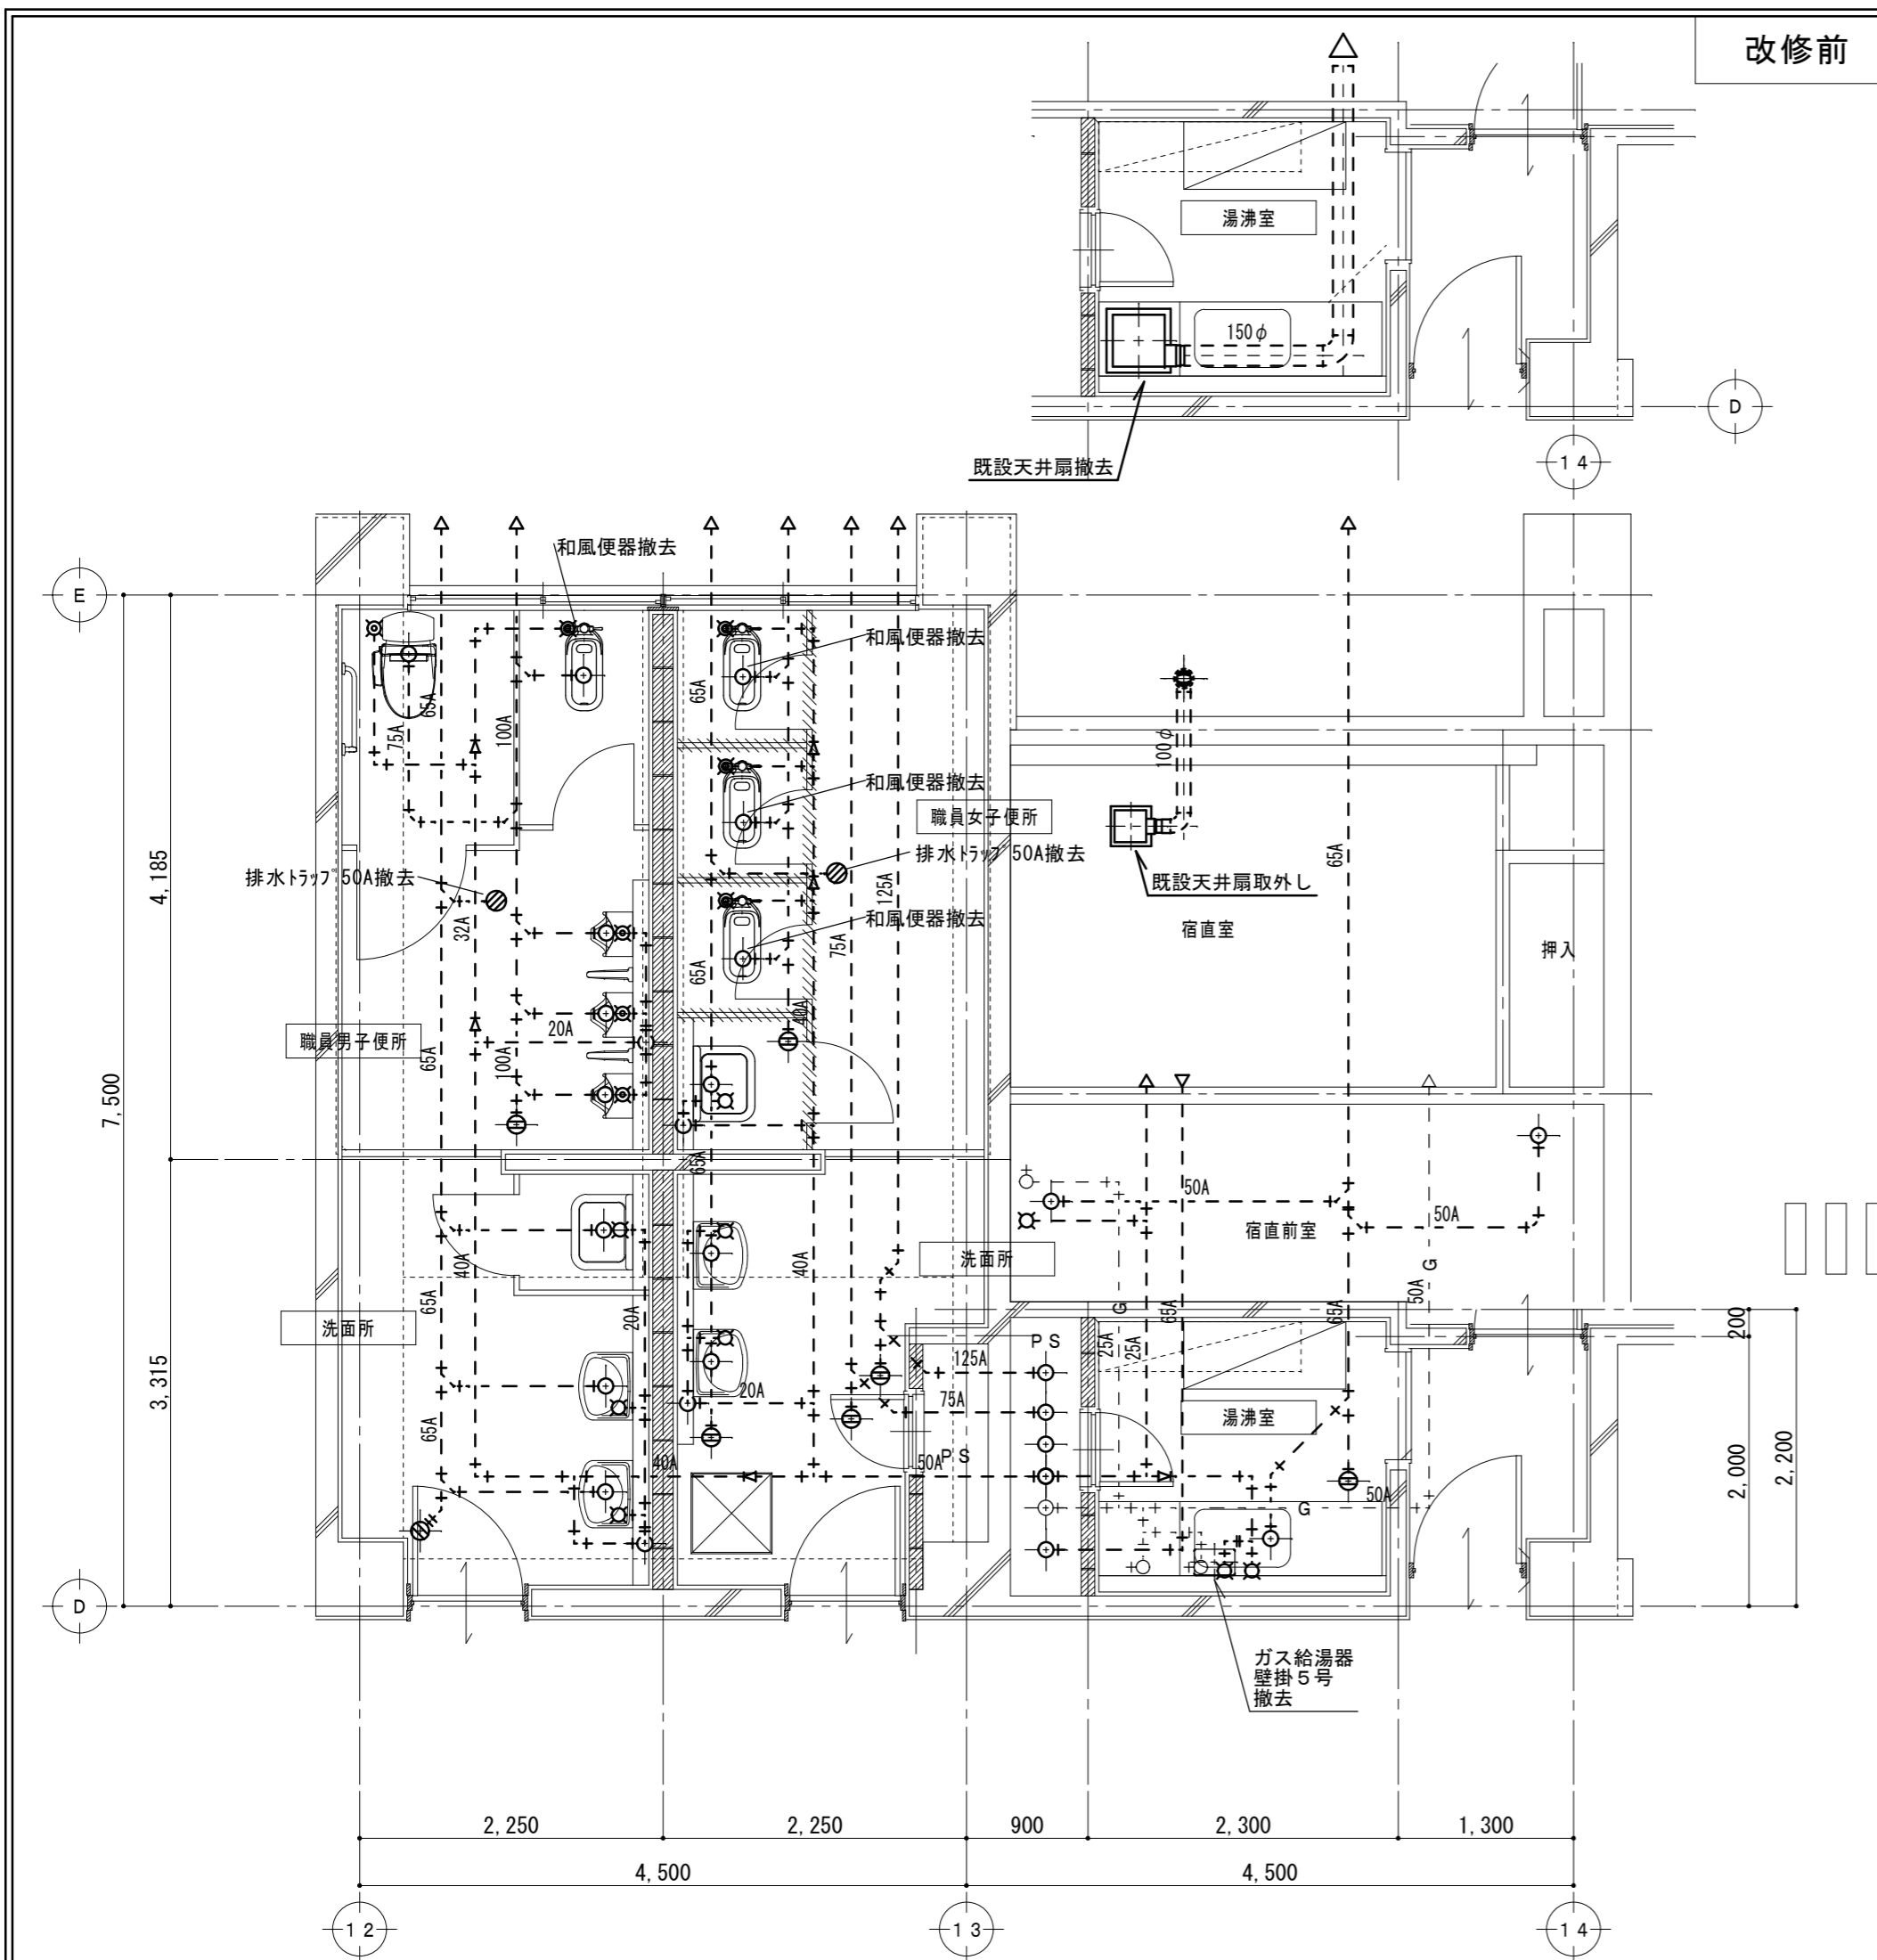 改修前
湯沸室
150φ
D
既設天井扇撤去
14
和風便器撤去
E
和風便器撤去
65A
65A
75A
100A
100φ
和風便器撤去
職員女子便所
排水トラップ50A撤去
65A
4,185
排水トラップ50A撤去
125A
既設天井扇取外し
32A
和風便器撤去
宿直室
75A
65A
押入
40A
20A
職員男子便所
65A
100A
7,500
65A
50A
50A
宿直前室
40A
40A
洗面所
G
65A
50A
20A
G
65A
65A
200
洗面所
PS
25A
25A
125A
3,315
20A
75A
湯沸室
65A
40A
50A
PS
2,000
2,200
50A
G
D
ガス給湯器
壁掛5号
撤去
2,250
2,250
900
2,300
1,300
4,500
4,500
12
13
14